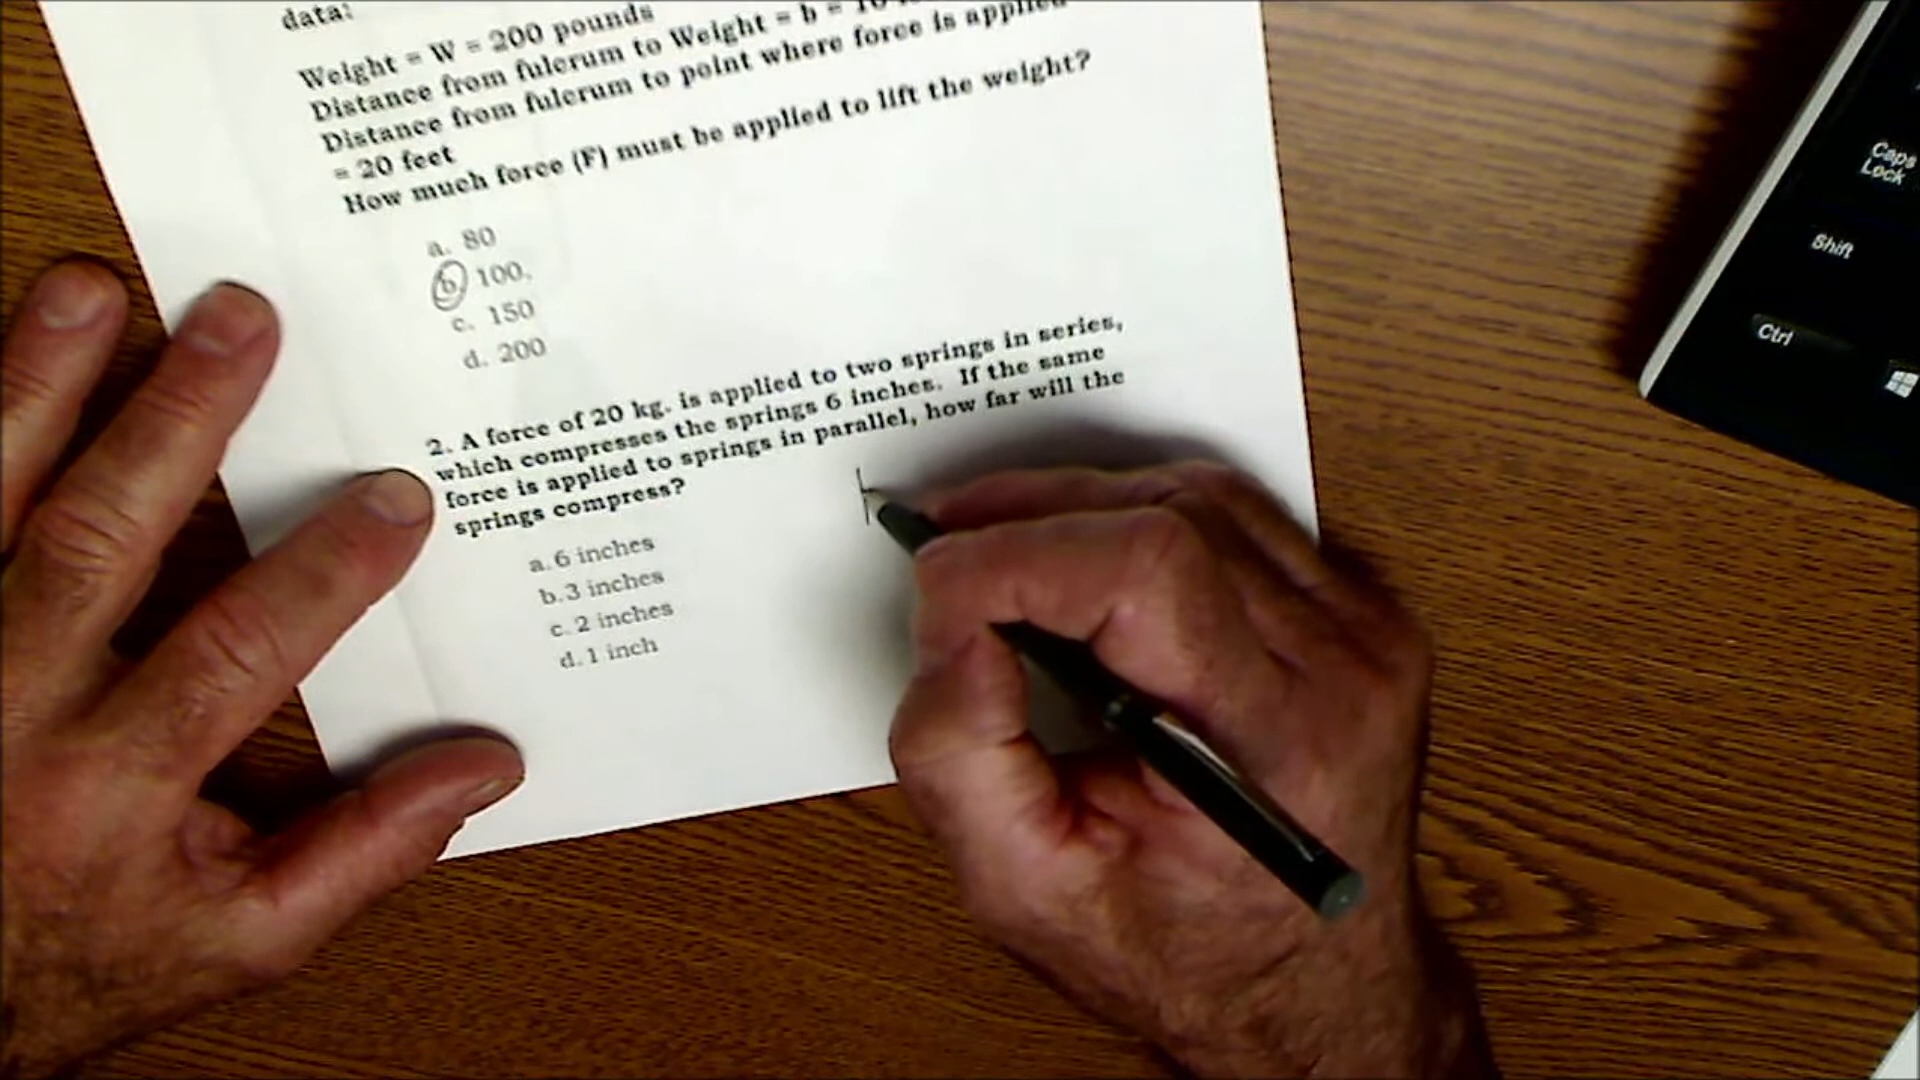 data:
Weight = W = 200 pounds
Distance from fulcrum to Weight = b = 10
Distance from fulcrum to point where force is applied
= 20 feet
How much force (F) must be applied to lift the weight?
a. 80
b. 100.
c. 150
d. 200
2. A force of 20 kg. is applied to two springs in series,
which compresses the springs 6 inches. If the same
force is applied to springs in parallel, how far will the
springs compress?
a. 6 inches
b. 3 inches
c. 2 inches
d. 1 inch
Caps
Lock
Shift
Ctrl